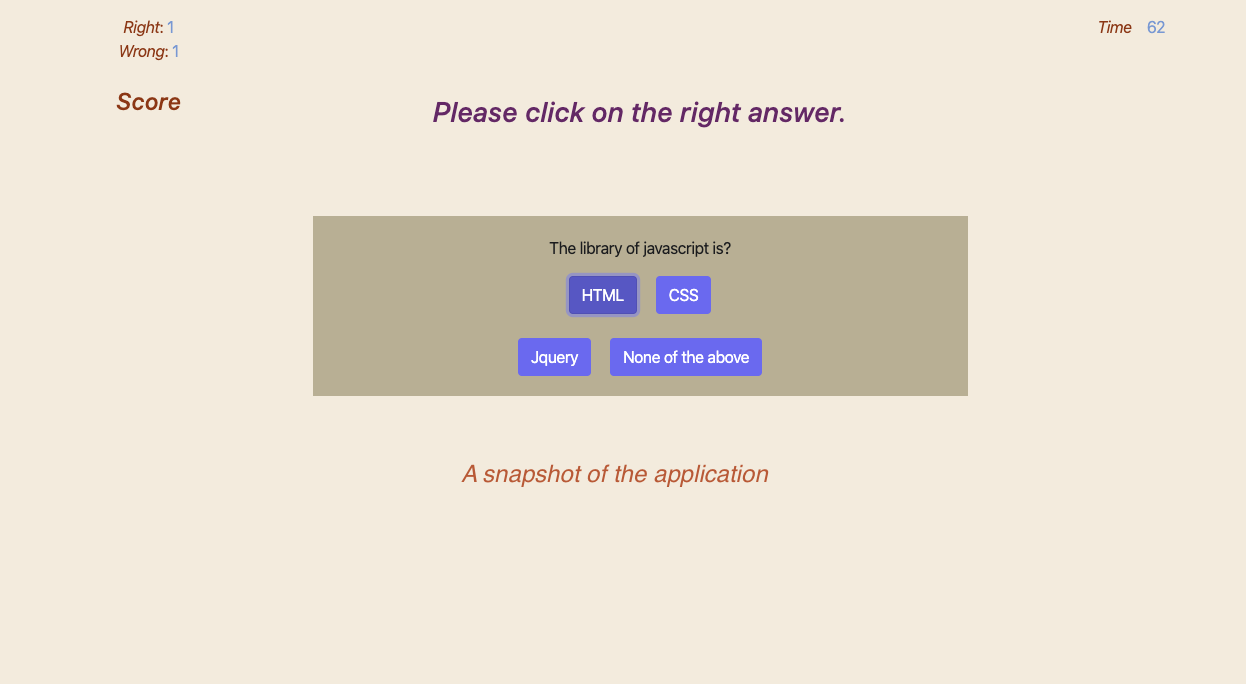 Right: 1
Time 62
Wrong: 1
Score
Please click on the right answer.
The library of javascript is?
HTML CSS
Jquery None of the above
A snapshot of the application